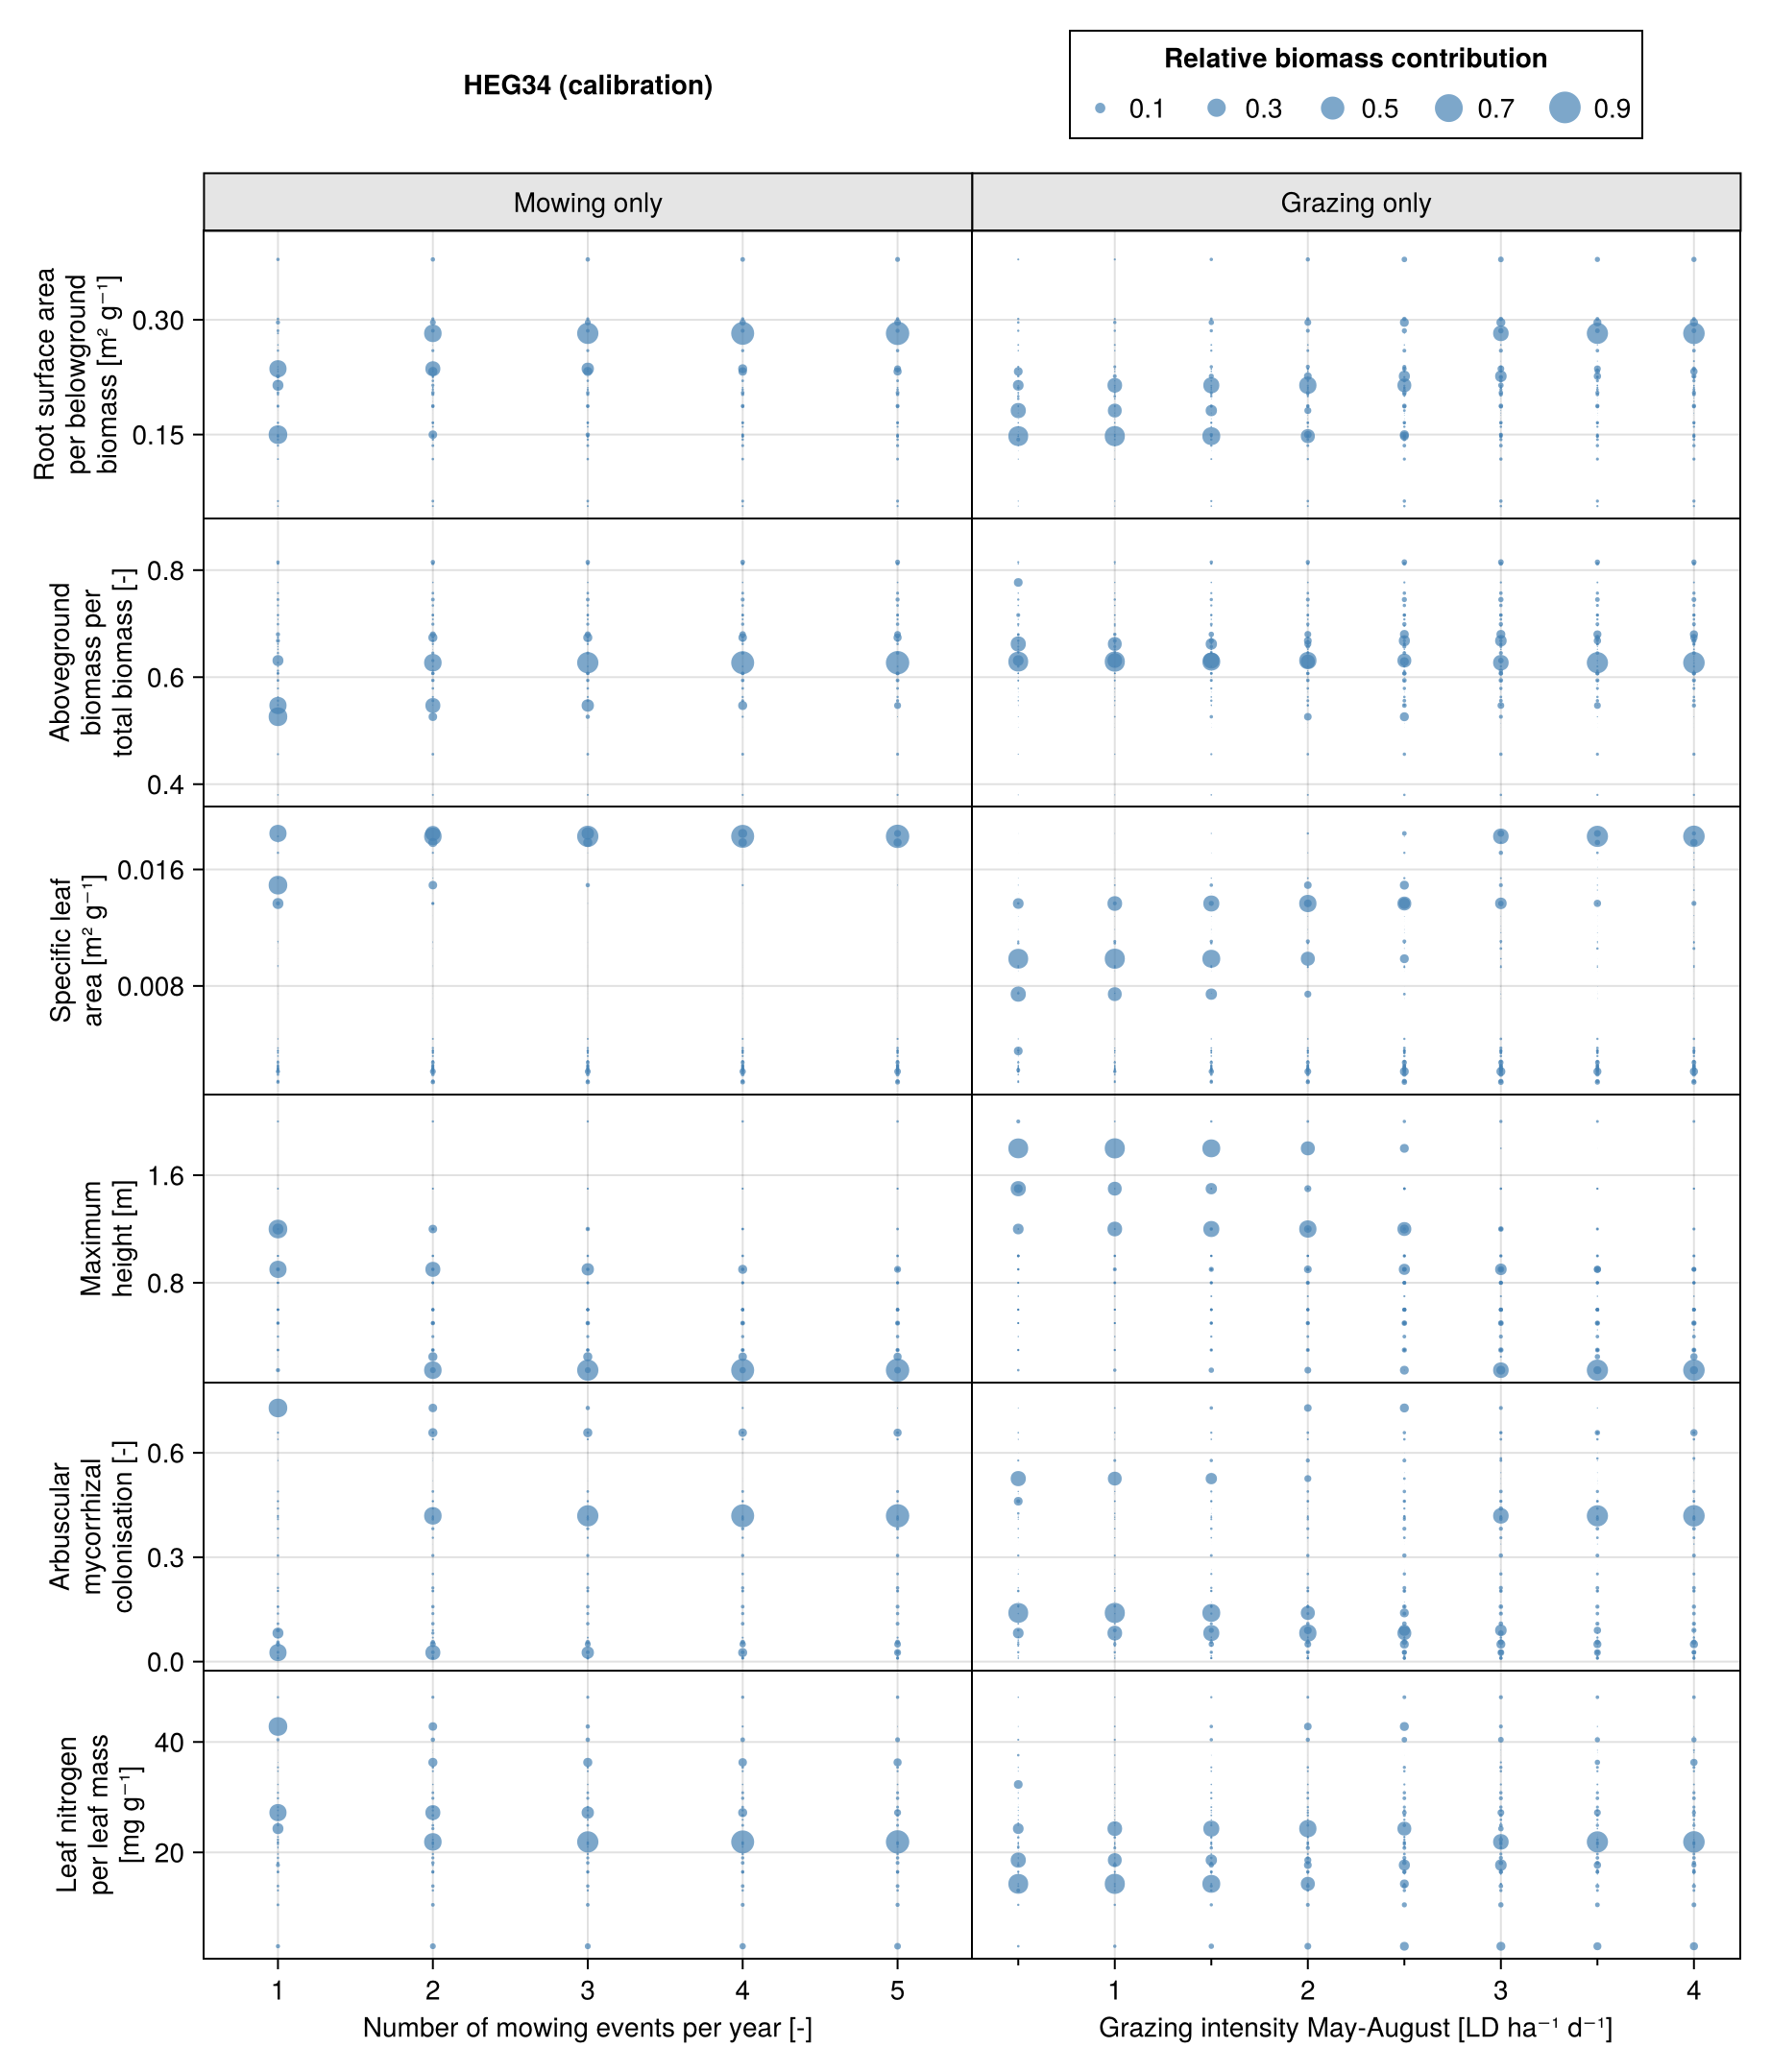 HEG34 (calibration)
Relative biomass contribution
0.1 0.3 0.5 0.7 0.9
Mowing only
Grazing only
Root surface area
per belowground
biomass [m² g⁻¹]
0.30
0.15
Aboveground
biomass per
total biomass [-]
0.8
0.6
0.4
Specific leaf
area [m² g⁻¹]
0.016
0.008
Maximum
height [m]
1.6
0.8
Arbuscular
mycorrhizal
colonisation [-]
0.6
0.3
0.0
Leaf nitrogen
per leaf mass
[mg g⁻¹]
40
20
1 2 3 4 5
1 2 3 4
Number of mowing events per year [-]
Grazing intensity May-August [LD ha⁻¹ d⁻¹]